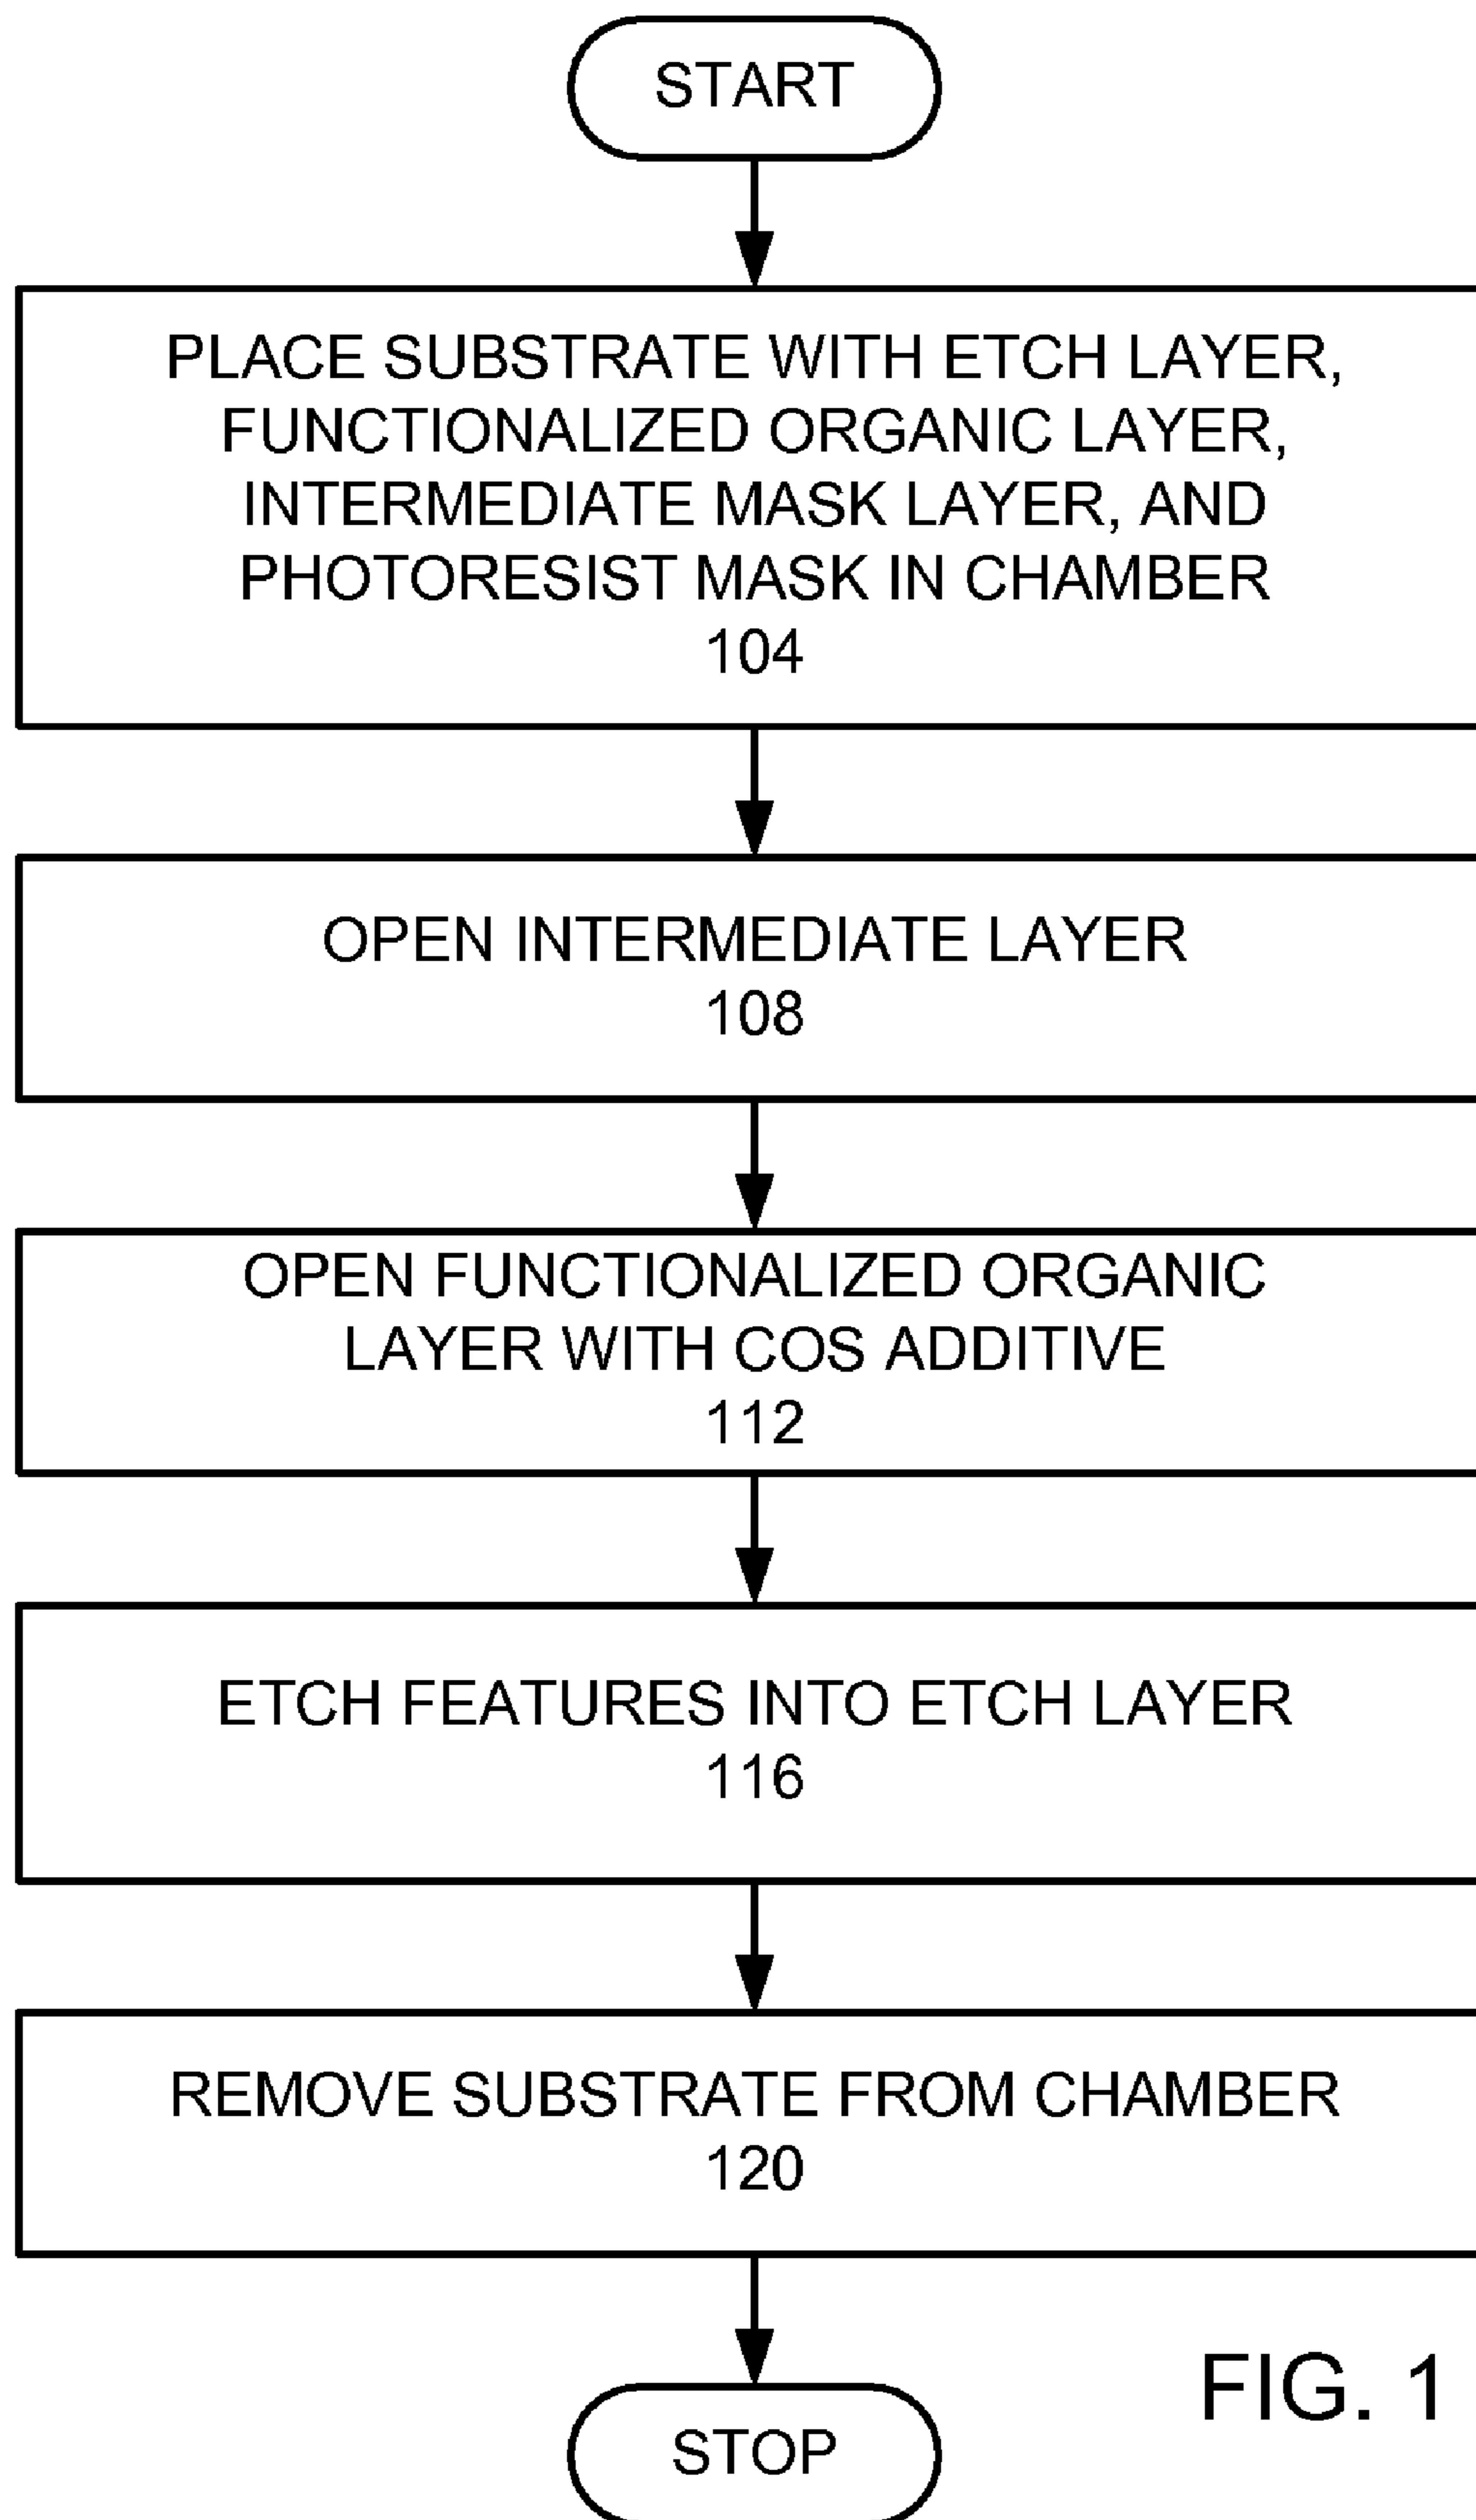 START
PLACE SUBSTRATE WITH ETCH LAYER,
FUNCTIONALIZED ORGANIC LAYER,
INTERMEDIATE MASK LAYER, AND
PHOTORESIST MASK IN CHAMBER
104
OPEN INTERMEDIATE LAYER
108
OPEN FUNCTIONALIZED ORGANIC
LAYER WITH COS ADDITIVE
112
ETCH FEATURES INTO ETCH LAYER
116
REMOVE SUBSTRATE FROM CHAMBER
120
STOP
FIG. 1